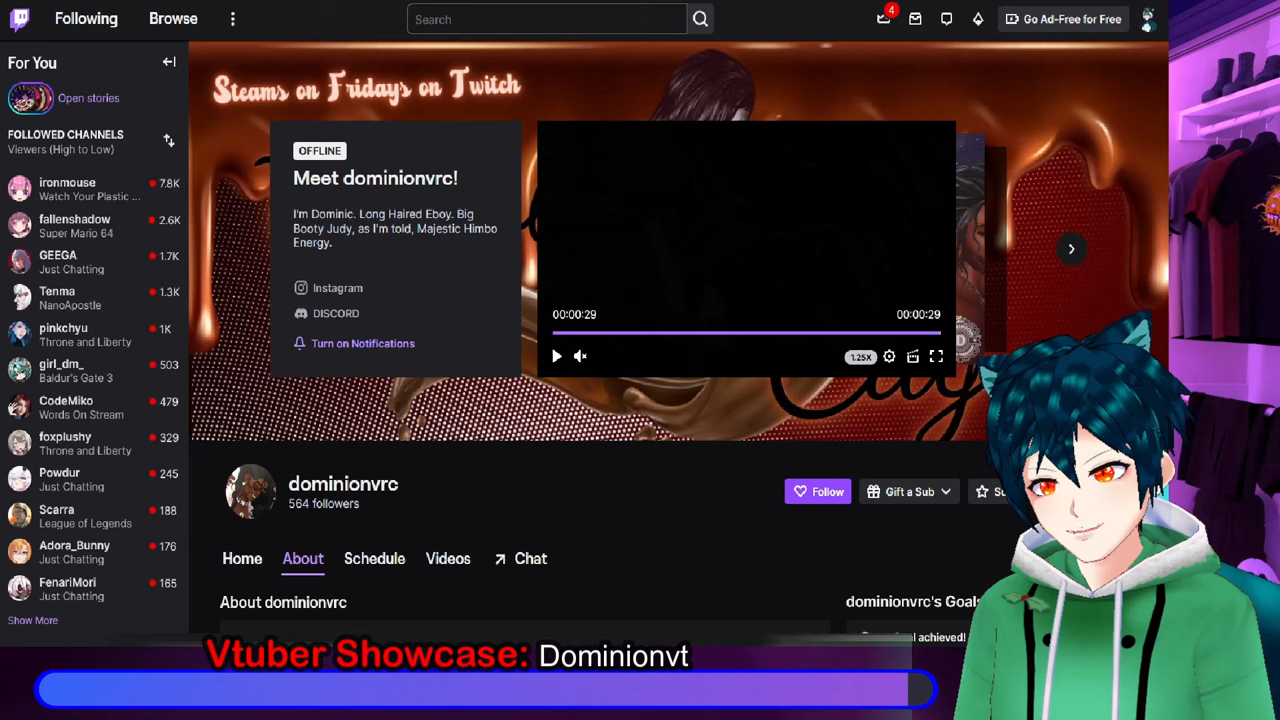 Following
Browse
Search
4
Go Ad-Free for Free
For You
Open stories
FOLLOWED CHANNELS
Viewers (High to Low)
ironmouse
7.8K
Watch Your Plastic ...
fallenshadow
2.6K
Super Mario 64
GEEGA
1.7K
Just Chatting
Tenma
1.3K
NanoApostle
pinkchyu
1K
Throne and Liberty
girl_dm_
503
Baldur's Gate 3
CodeMiko
479
Words On Stream
foxplushy
329
Throne and Liberty
Powdur
245
Just Chatting
Scarra
188
League of Legends
Adora_Bunny
176
Just Chatting
FenariMori
165
Just Chatting
Show More
Steams on Fridays on Twitch
OFFLINE
Meet dominionvrc!
I'm Dominic. Long Haired Eboy. Big
Booty Judy, as I'm told, Majestic Himbo
Energy.
Instagram
DISCORD
Turn on Notifications
00:00:29
00:00:29
1.25X
D
dominionvrc
564 followers
Follow
Gift a Sub
Home
About
Schedule
Videos
Chat
About dominionvrc
dominionvrc's Goals
achieved!
Vtuber Showcase: Dominionvt